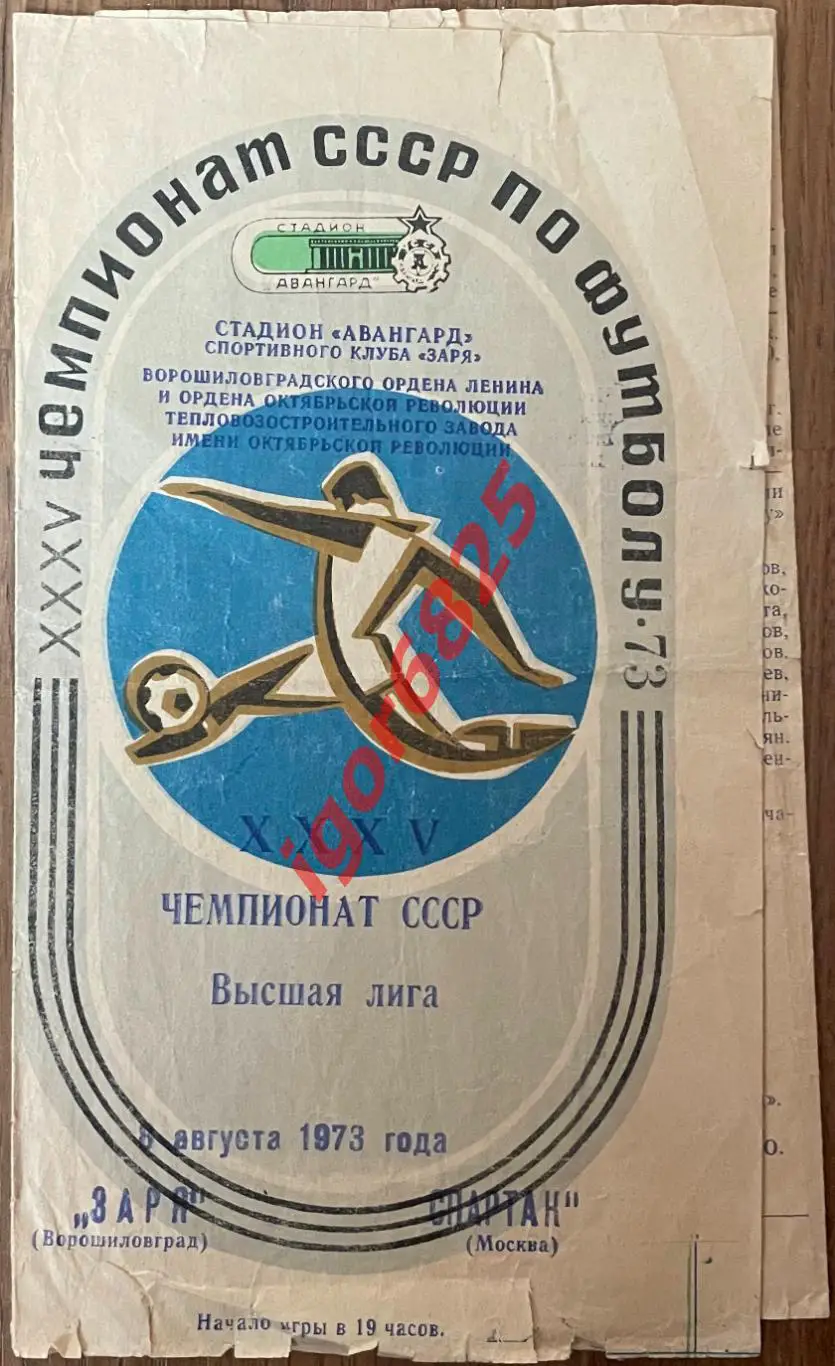 XXXV чемпионат СССР по футболу·73
СТАДИОН
„АВАНГАРД"
СТАДИОН «АВАНГАРД»
СПОРТИВНОГО КЛУБА «ЗАРЯ»
ВОРОШИЛОВГРАДСКОГО ОРДЕНА ЛЕНИНА
И ОРДЕНА ОКТЯБРЬСКОЙ РЕВОЛЮЦИИ
ТЕПЛОВОЗОСТРОИТЕЛЬНОГО ЗАВОДА
ИМЕНИ ОКТЯБРЬСКОЙ РЕВОЛЮЦИИ
igor6825
XXXV
ЧЕМПИОНАТ СССР
Высшая лига
августа 1973 года
„ЗАРЯ"
(Ворошиловград)
СПАРТАК"
(Москва)
Начало игры в 19 часов.